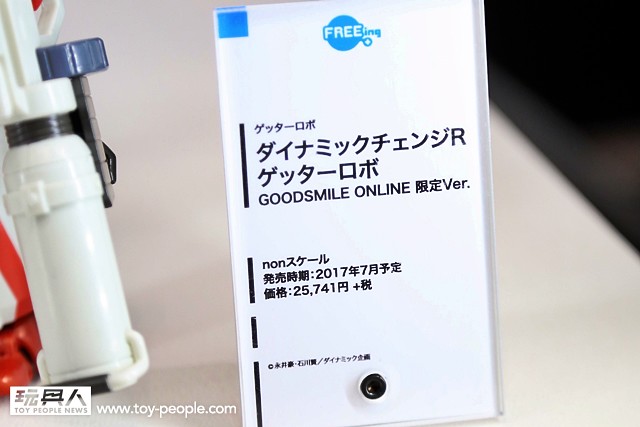 FREEing
ゲッターロボ
ダイナミックチェンジR
ゲッターロボ
GOODSMILE ONLINE 限定Ver.
nonスケール
発売時期:2017年7月予定
価格:25,741円 +税
© 永井豪・石川賢/ダイナミック企画
玩具人
TOY PEOPLE NEWS
www.toy-people.com